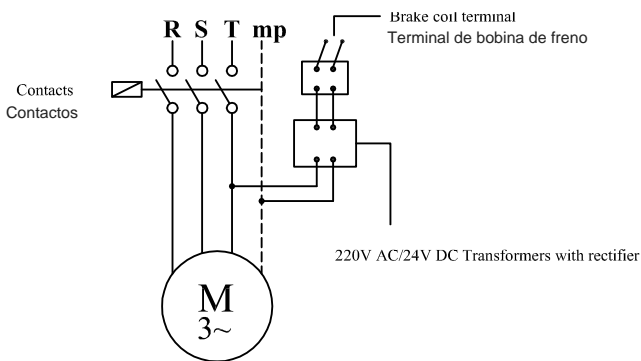 Brake coil terminal
Terminal de bobina de freno
R S T mp
Contacts
Contactos
220V AC/24V DC Transformers with rectifier
M
3~